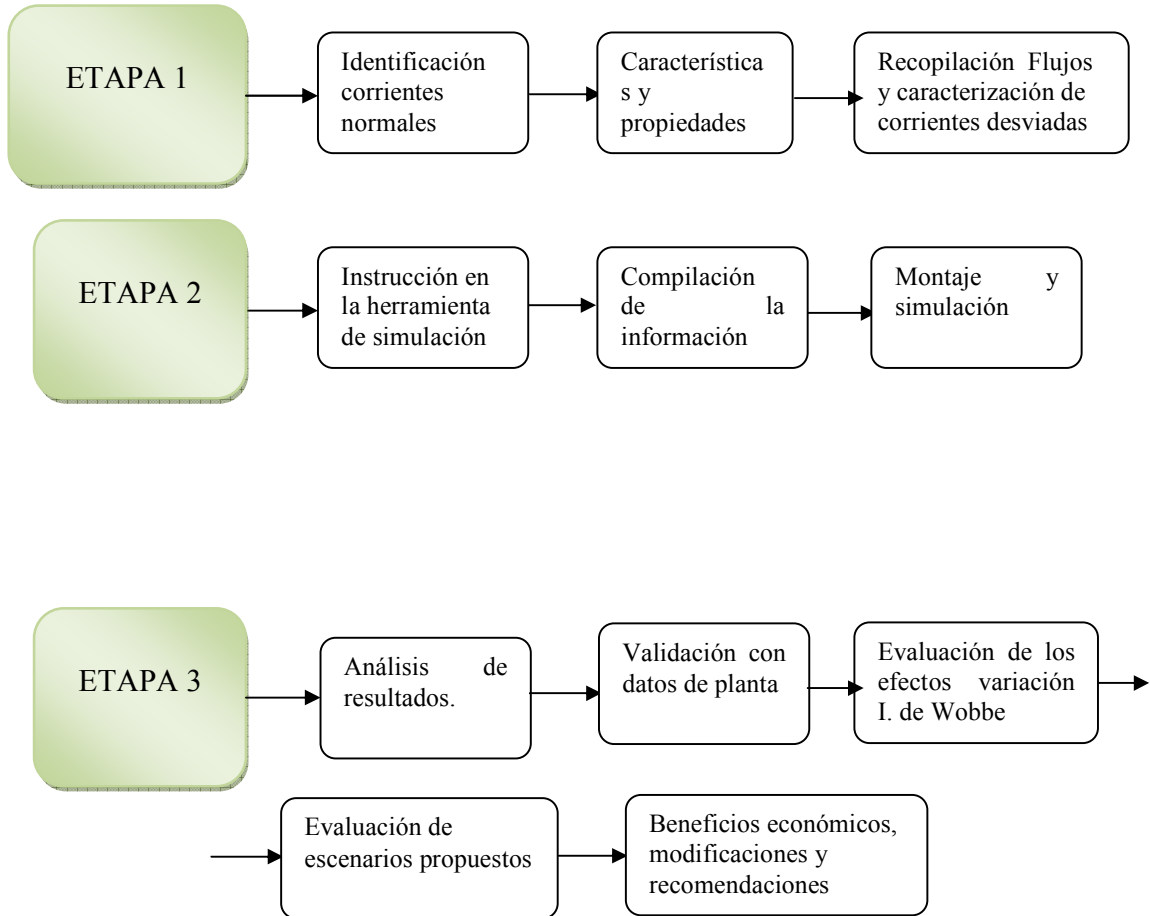 ETAPA 1
Identificación
corrientes
normales
Característica
s y
propiedades
Recopilación Flujos
y caracterización de
corrientes desviadas
ETAPA 2
Instrucción en
la herramienta
de simulación
Compilación
de la
información
Montaje y
simulación
ETAPA 3
Análisis de
resultados.
Validación con
datos de planta
Evaluación de los
efectos variación
I. de Wobbe
Evaluación de
escenarios propuestos
Beneficios económicos,
modificaciones y
recomendaciones